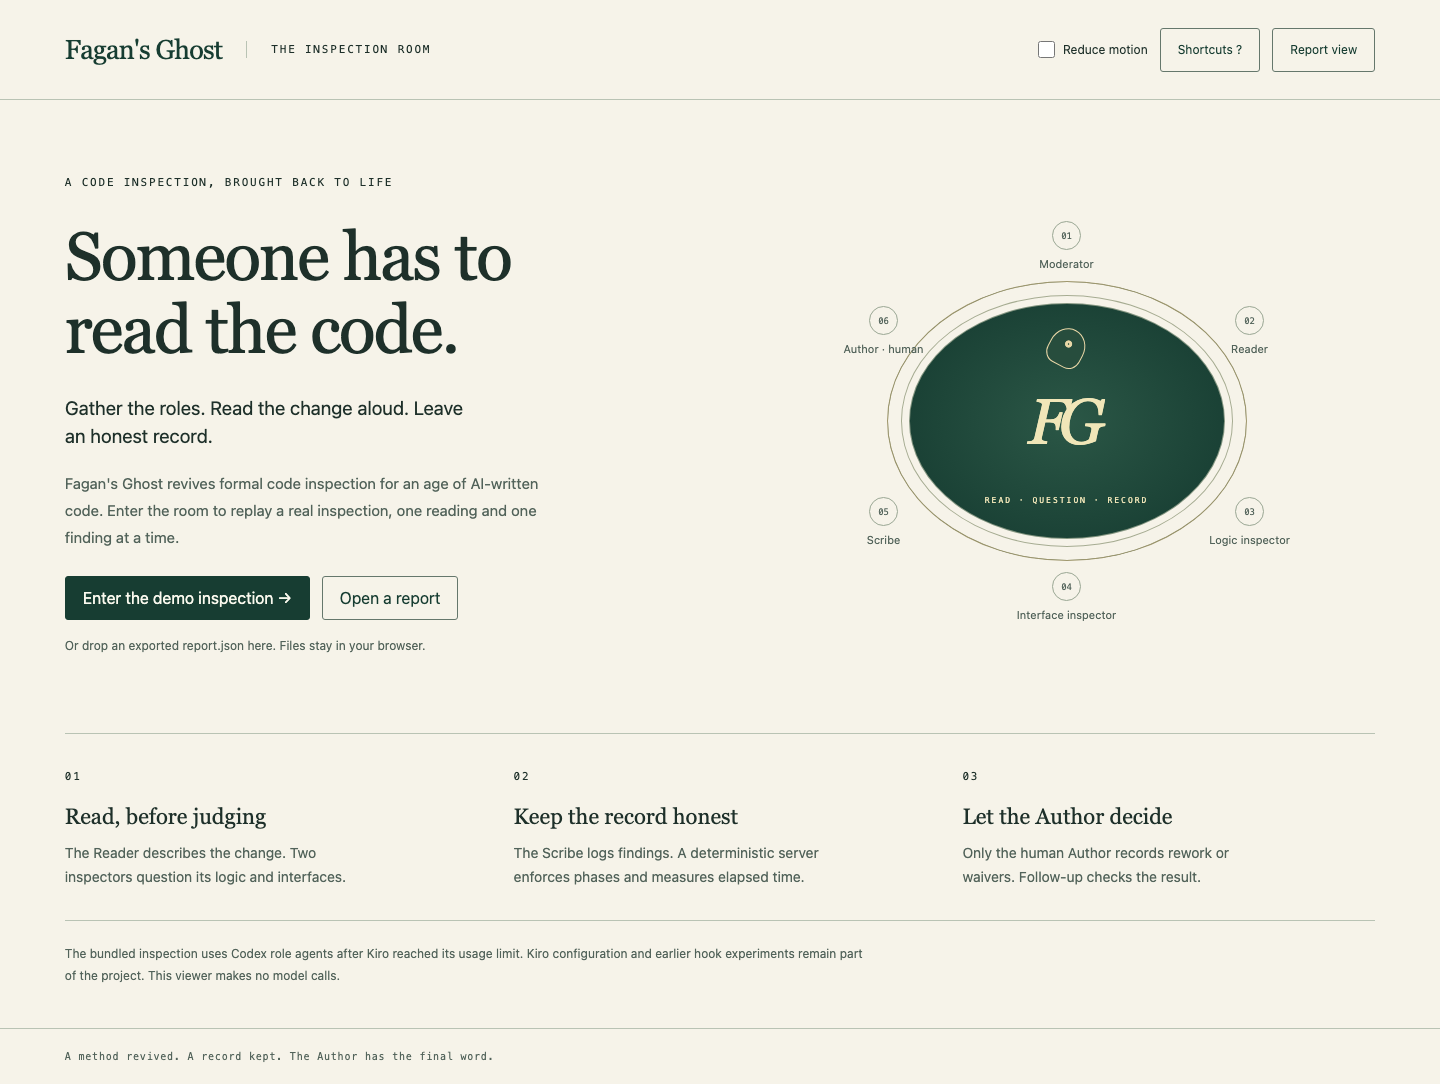 Fagan's Ghost
THE INSPECTION ROOM
Reduce motion
Shortcuts ?
Report view
A CODE INSPECTION, BROUGHT BACK TO LIFE
Someone has to
read the code.
Gather the roles. Read the change aloud. Leave
an honest record.
Fagan's Ghost revives formal code inspection for an age of AI-written
code. Enter the room to replay a real inspection, one reading and one
finding at a time.
Enter the demo inspection →
Open a report
Or drop an exported report.json here. Files stay in your browser.
01
Moderator
06
Author · human
02
Reader
FG
READ · QUESTION · RECORD
05
Scribe
03
Logic inspector
04
Interface inspector
01
Read, before judging
The Reader describes the change. Two
inspectors question its logic and interfaces.
02
Keep the record honest
The Scribe logs findings. A deterministic server
enforces phases and measures elapsed time.
03
Let the Author decide
Only the human Author records rework or
waivers. Follow-up checks the result.
The bundled inspection uses Codex role agents after Kiro reached its usage limit. Kiro configuration and earlier hook experiments remain part
of the project. This viewer makes no model calls.
A method revived. A record kept. The Author has the final word.